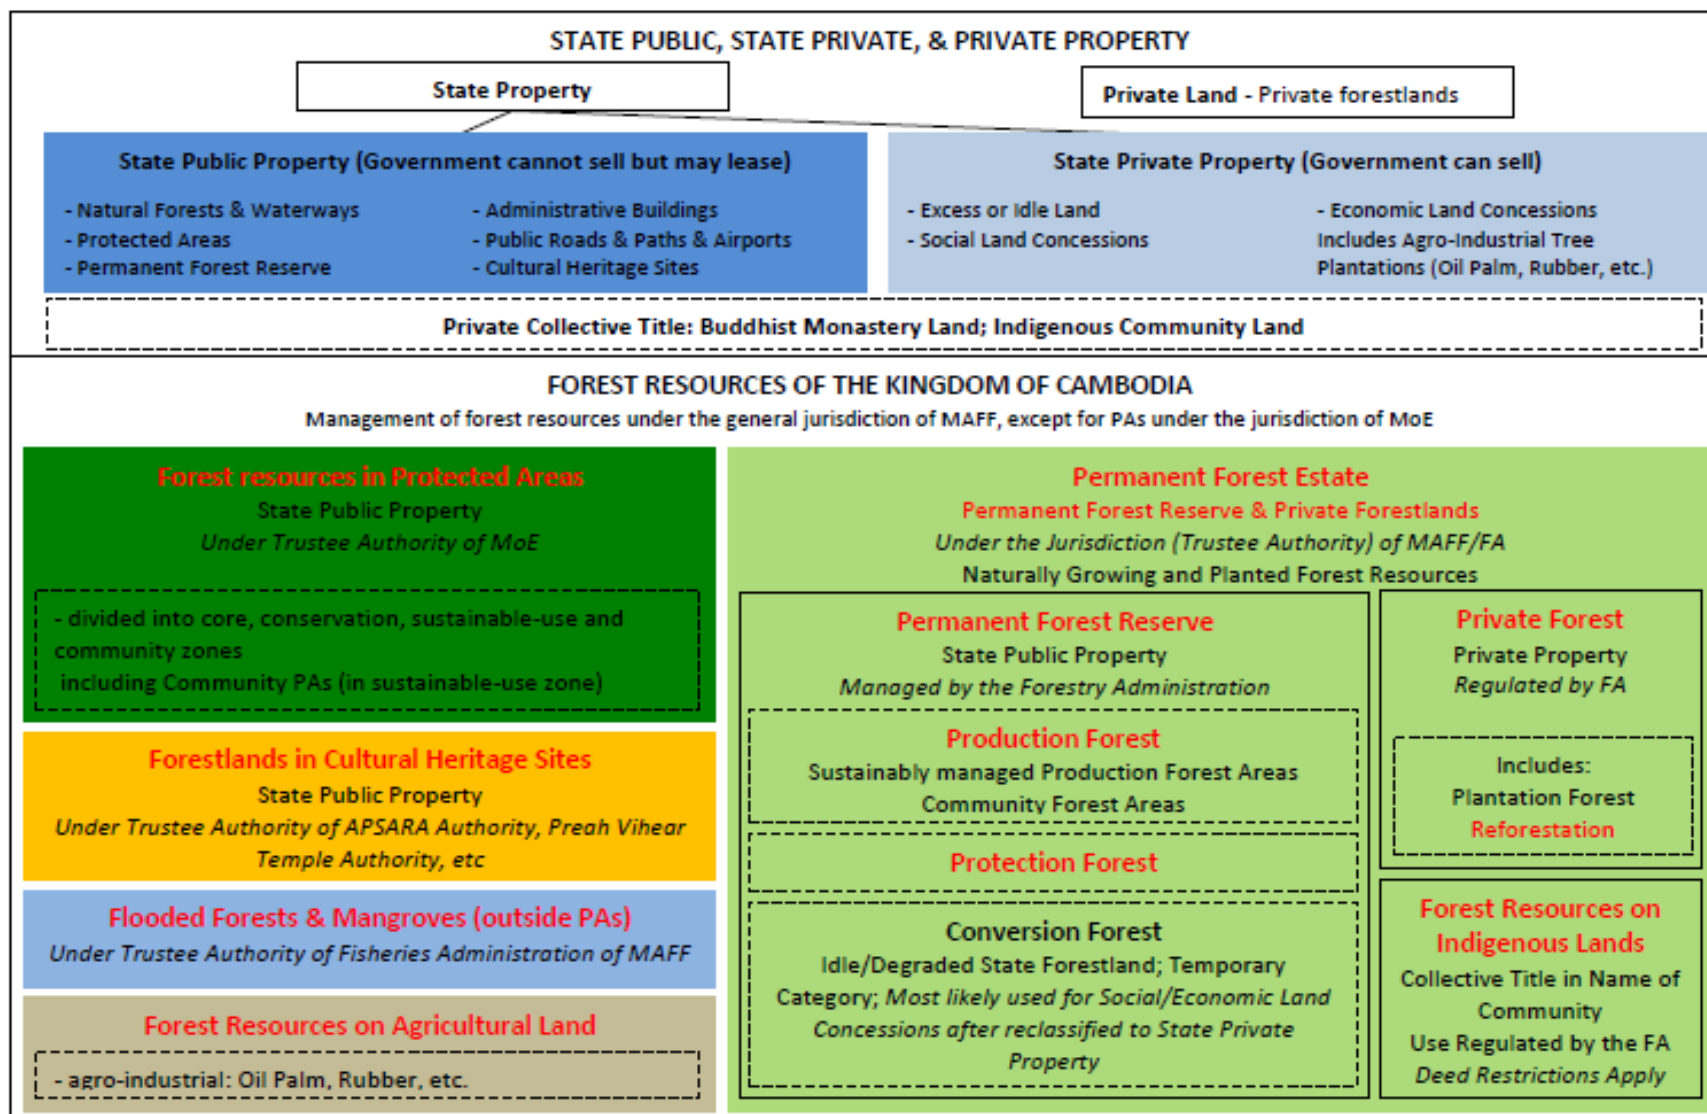 STATE PUBLIC, STATE PRIVATE, & PRIVATE PROPERTY
State Property
Private Land - Private forestlands
State Public Property (Government cannot sell but may lease)
- Natural Forests & Waterways
- Protected Areas
- Permanent Forest Reserve
- Administrative Buildings
- Public Roads & Paths & Airports
- Cultural Heritage Sites
State Private Property (Government can sell)
- Excess or Idle Land
- Social Land Concessions
- Economic Land Concessions
Includes Agro-Industrial Tree
Plantations (Oil Palm, Rubber, etc.)
Private Collective Title: Buddhist Monastery Land; Indigenous Community Land
FOREST RESOURCES OF THE KINGDOM OF CAMBODIA
Management of forest resources under the general jurisdiction of MAFF, except for PAs under the jurisdiction of MoE
Forest resources in Protected Areas
State Public Property
Under Trustee Authority of MoE
- divided into core, conservation, sustainable-use and
community zones
including Community PAs (in sustainable-use zone)
Forestlands in Cultural Heritage Sites
State Public Property
Under Trustee Authority of APSARA Authority, Preah Vihear
Temple Authority, etc
Flooded Forests & Mangroves (outside PAs)
Under Trustee Authority of Fisheries Administration of MAFF
Forest Resources on Agricultural Land
- agro-industrial: Oil Palm, Rubber, etc.
Permanent Forest Estate
Permanent Forest Reserve & Private Forestlands
Under the Jurisdiction (Trustee Authority) of MAFF/FA
Naturally Growing and Planted Forest Resources
Permanent Forest Reserve
State Public Property
Managed by the Forestry Administration
Production Forest
Sustainably managed Production Forest Areas
Community Forest Areas
Protection Forest
Conversion Forest
Idle/Degraded State Forestland; Temporary
Category; Most likely used for Social/Economic Land
Concessions after reclassified to State Private
Property
Private Forest
Private Property
Regulated by FA
Includes:
Plantation Forest
Reforestation
Forest Resources on
Indigenous Lands
Collective Title in Name of
Community
Use Regulated by the FA
Deed Restrictions Apply